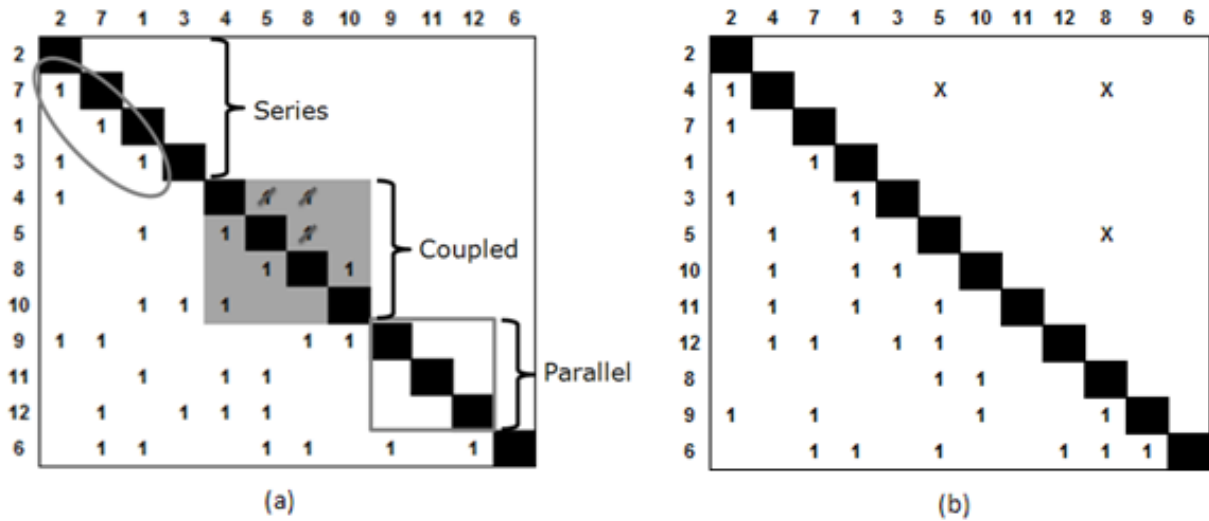 2 7 1 3 4 5 8 10 9 11 12 6
2
7 1
1 1
3 1 1
4 1
5 1 1
8 1 1
10 1 1 1
9 1 1 1 1
11 1 1 1
12 1 1 1 1
6 1 1 1 1 1 1
Series
Coupled
Parallel
(a)
2 4 7 1 3 5 10 11 12 8 9 6
2
4 1 X X
7 1
1 1
3 1 1
5 1 1 X
10 1 1 1
11 1 1 1
12 1 1 1 1
8 1 1
9 1 1 1 1
6 1 1 1 1 1 1
(b)